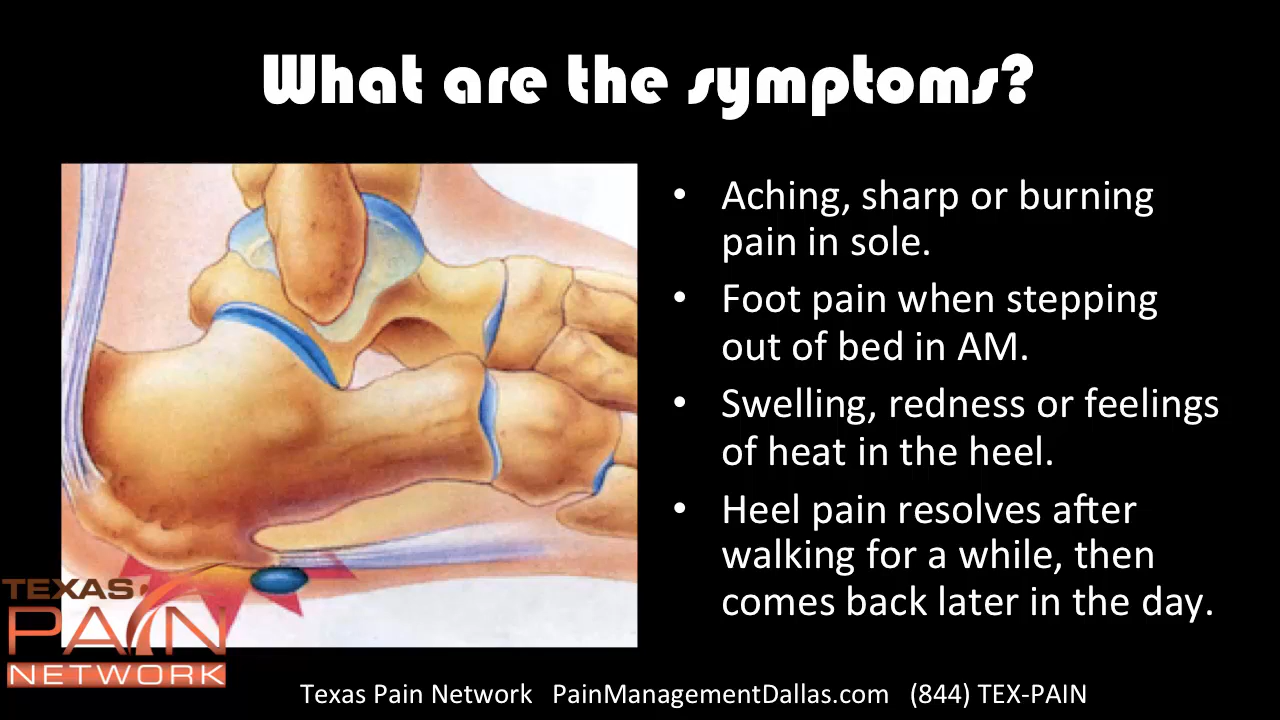 What are the symptoms?
• Aching, sharp or burning
pain in sole.
• Foot pain when stepping
out of bed in AM.
• Swelling, redness or feelings
of heat in the heel.
• Heel pain resolves after
walking for a while, then
comes back later in the day.
TEXAS
PAIN
NETWORK
Texas Pain Network PainManagementDallas.com (844) TEX-PAIN